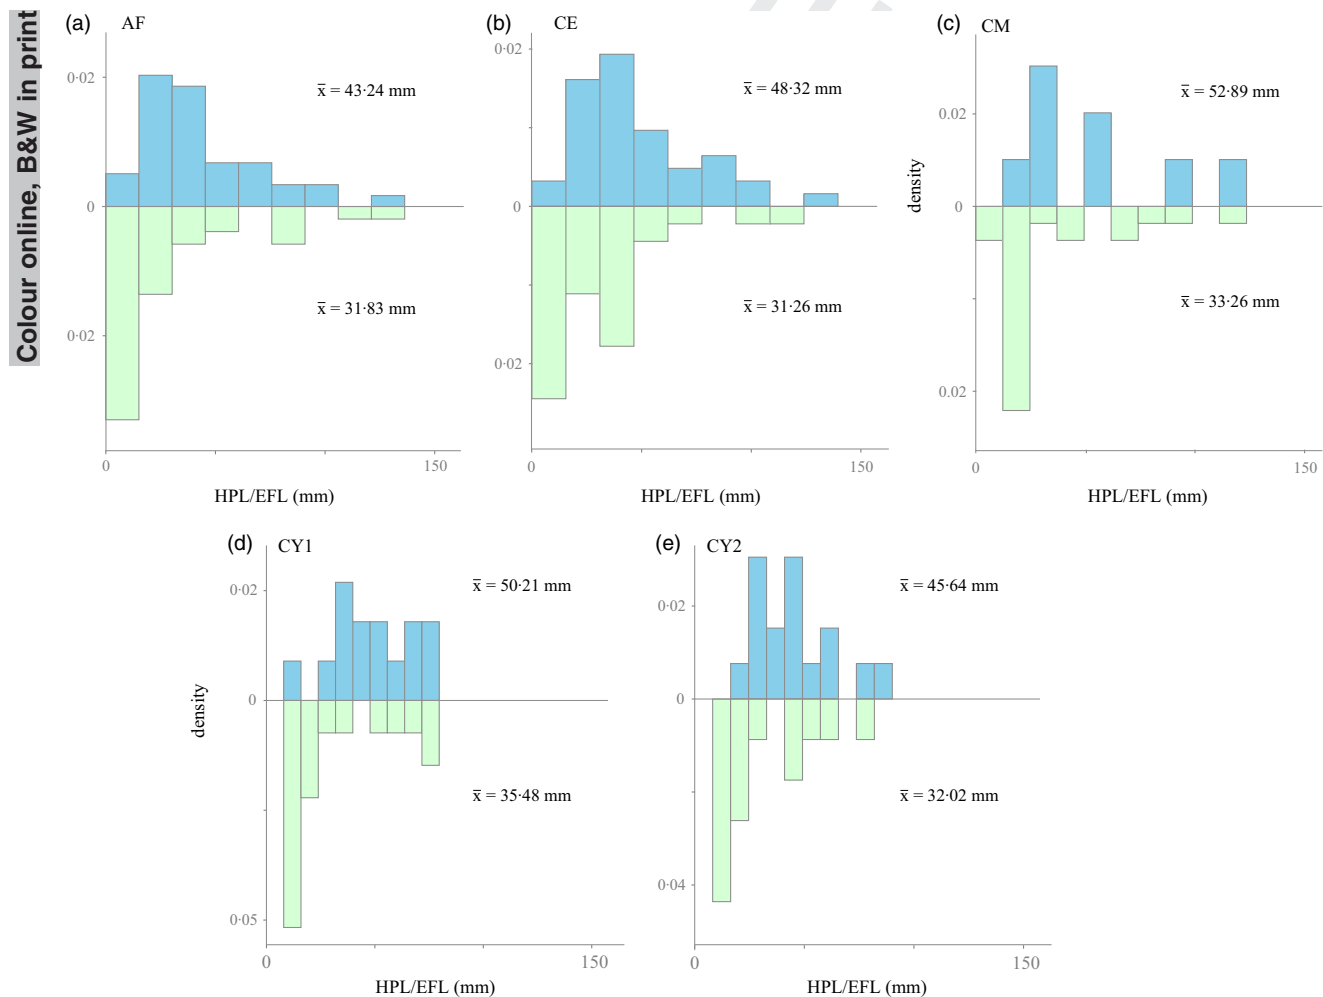 Colour online, B&W in print
(a) AF
0·02
x̄ = 43·24 mm
0
x̄ = 31·83 mm
0·02
0 150
HPL/EFL (mm)
(b) CE
0·02
x̄ = 48·32 mm
0
x̄ = 31·26 mm
0·02
0 150
HPL/EFL (mm)
(c) CM
0.02
x̄ = 52·89 mm
density
0
x̄ = 33·26 mm
0.02
0 150
HPL/EFL (mm)
(d) CY1
0·02
x̄ = 50·21 mm
density
0
x̄ = 35·48 mm
0·05
0 150
HPL/EFL (mm)
(e) CY2
0·02
x̄ = 45·64 mm
0
x̄ = 32·02 mm
0·04
0 150
HPL/EFL (mm)